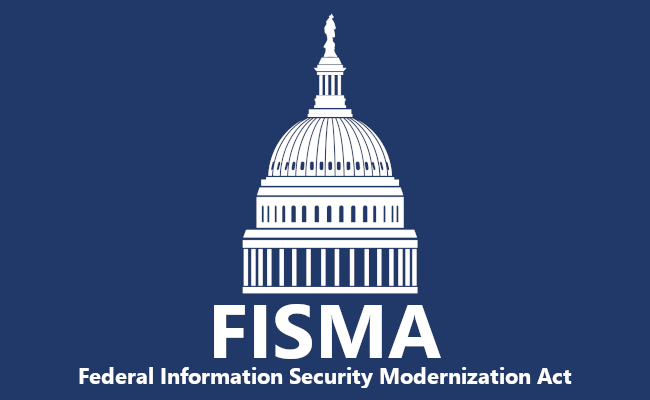 FISMA
Federal Information Security Modernization Act